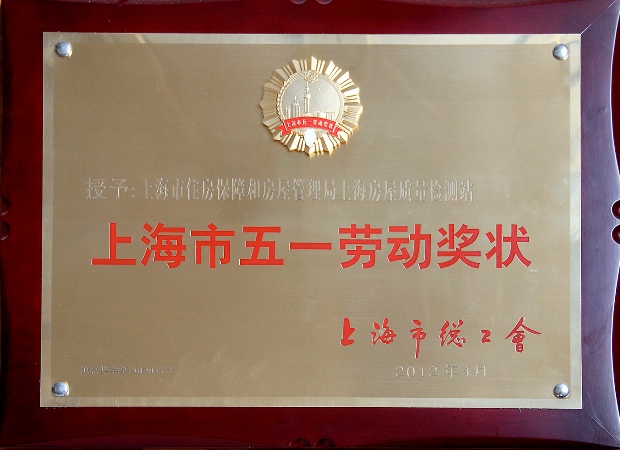 上海市五一劳动奖状
授予：上海市住房保障和房屋管理局上海房屋质量检测站
上海市五一劳动奖状
上海市总工會
2012年4月